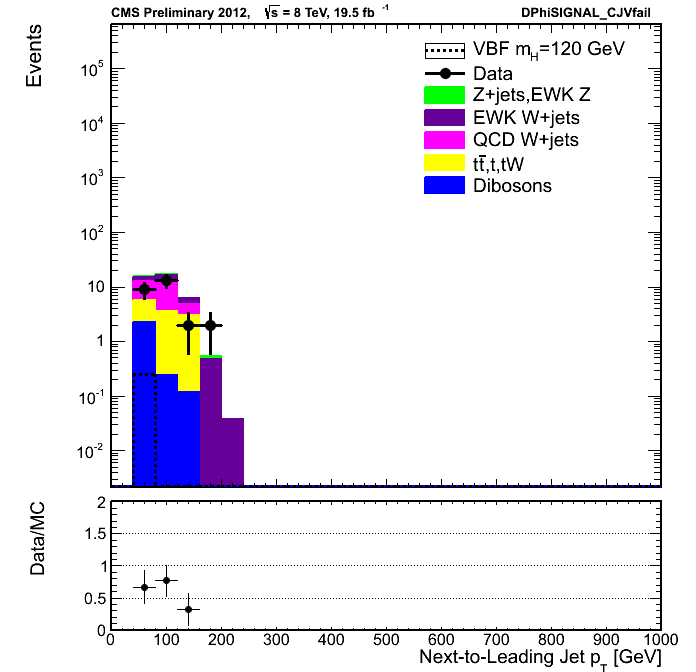 CMS Preliminary 2012, √s = 8 TeV, 19.5 fb⁻¹ DPhiSIGNAL_CJVfail
Events
VBF m_H=120 GeV
Data
Z+jets,EWK Z
EWK W+jets
QCD W+jets
tt̅,t,tW
Dibosons
10⁵
10⁴
10³
10²
10
1
10⁻¹
10⁻²
Data/MC
2
1.5
1
0.5
0
0 100 200 300 400 500 600 700 800 900 1000
Next-to-Leading Jet p_T [GeV]